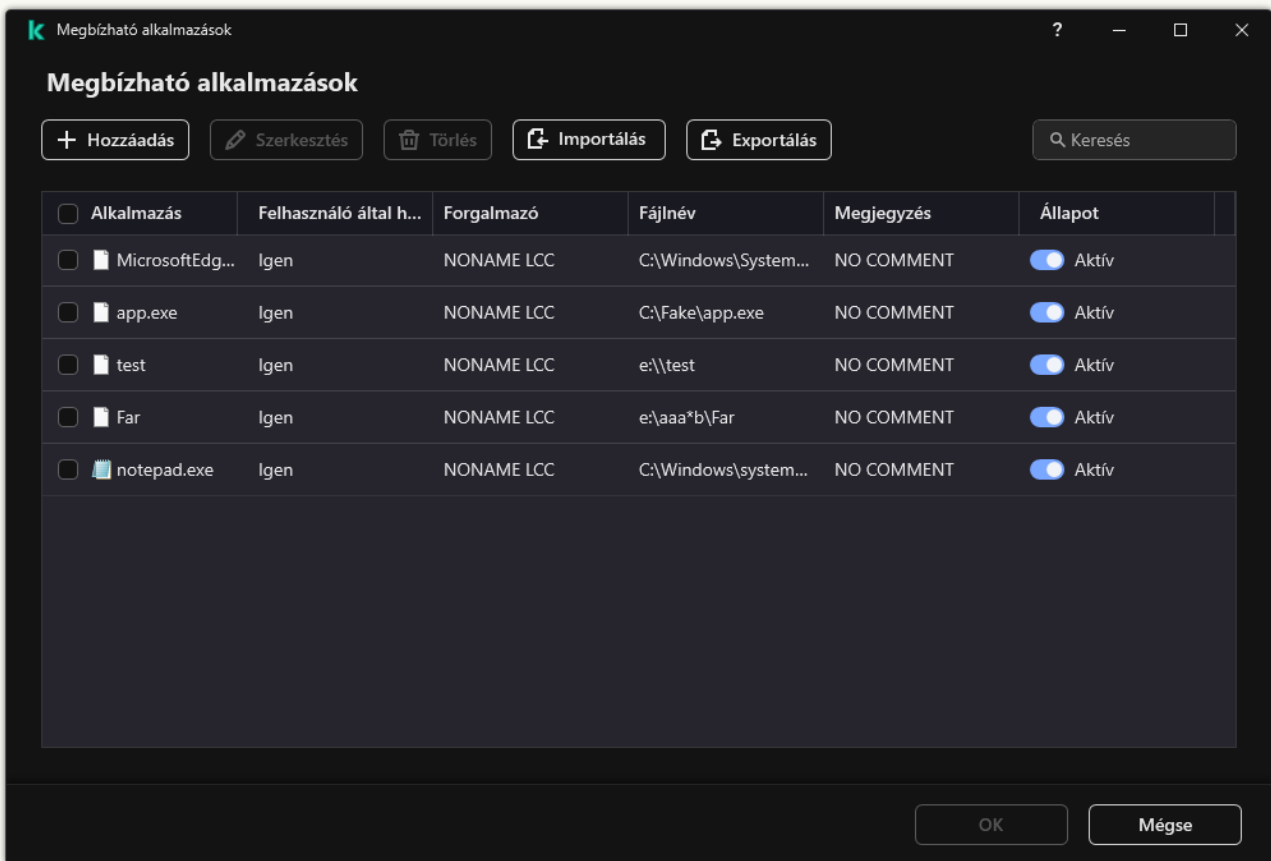 Megbízható alkalmazások
Megbízható alkalmazások
Hozzáadás Szerkesztés Törlés Importálás Exportálás Keresés
Alkalmazás Felhasználó által h... Forgalmazó Fájlnév Megjegyzés Állapot
MicrosoftEdg... Igen NONAME LCC C:\Windows\System... NO COMMENT Aktív
app.exe Igen NONAME LCC C:\Fake\app.exe NO COMMENT Aktív
test Igen NONAME LCC e:\\test NO COMMENT Aktív
Far Igen NONAME LCC e:\aaa*b\Far NO COMMENT Aktív
notepad.exe Igen NONAME LCC C:\Windows\system... NO COMMENT Aktív
OK Mégse